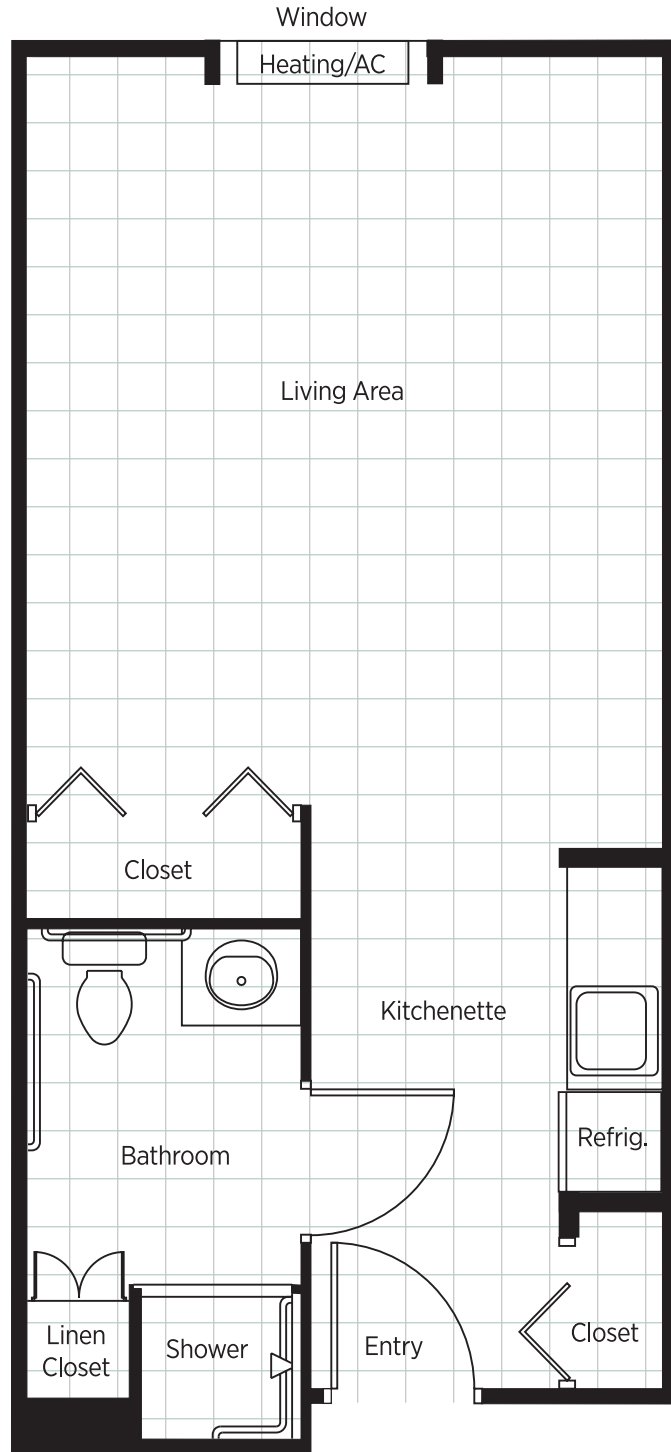 Window
Heating/AC
Living Area
Closet
Kitchenette
Refrig.
Bathroom
Linen
Closet
Shower
Entry
Closet